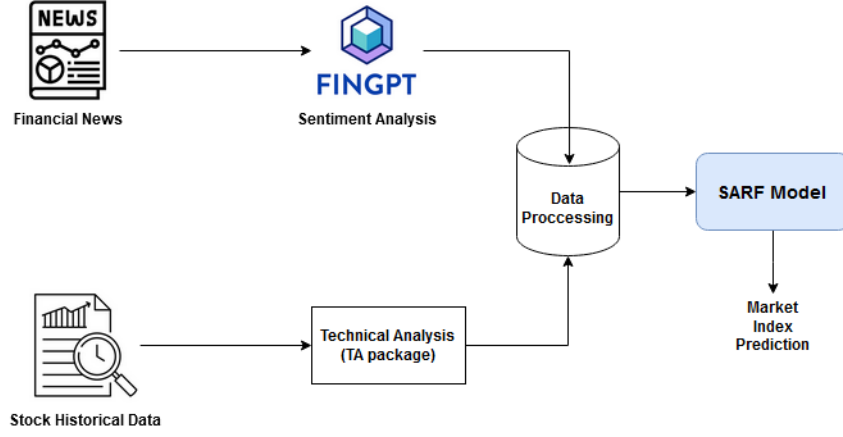 NEWS
Financial News
FINGPT
Sentiment Analysis
Data
Proccessing
SARF Model
Market
Index
Prediction
Technical Analysis
(TA package)
Stock Historical Data